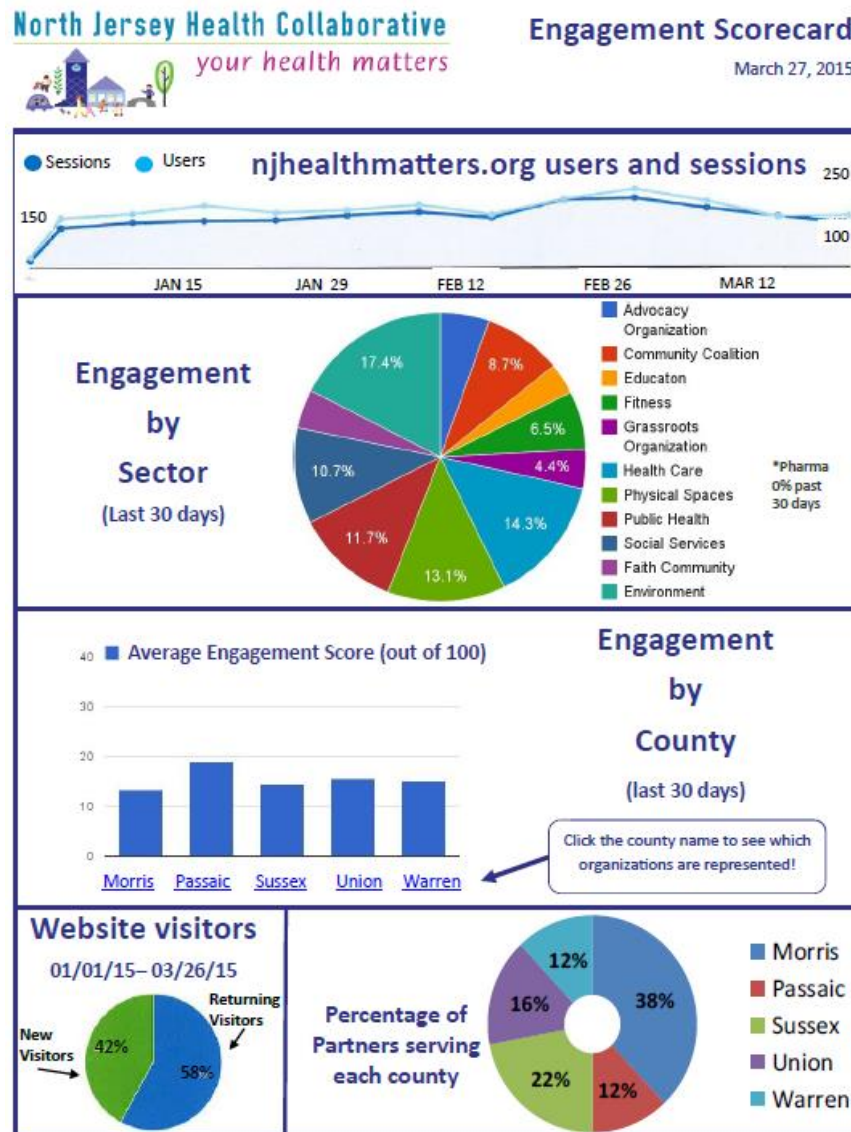 North Jersey Health Collaborative
your health matters
Engagement Scorecard
March 27, 2015
Sessions
Users
njhealthmatters.org users and sessions
250
150
100
JAN 15
JAN 29
FEB 12
FEB 26
MAR 12
Engagement
by
Sector
(Last 30 days)
17.4%
8.7%
6.5%
4.4%
14.3%
13.1%
11.7%
10.7%
Advocacy
Organization
Community Coalition
Educaton
Fitness
Grassroots
Organization
Health Care
Physical Spaces
Public Health
Social Services
Faith Community
Environment
*Pharma
0% past
30 days
40
30
20
10
0
Average Engagement Score (out of 100)
Morris
Passaic
Sussex
Union
Warren
Engagement
by
County
(last 30 days)
Click the county name to see which
organizations are represented!
Website visitors
01/01/15– 03/26/15
Returning
Visitors
New
Visitors
42%
58%
Percentage of
Partners serving
each county
12%
38%
16%
22%
12%
Morris
Passaic
Sussex
Union
Warren